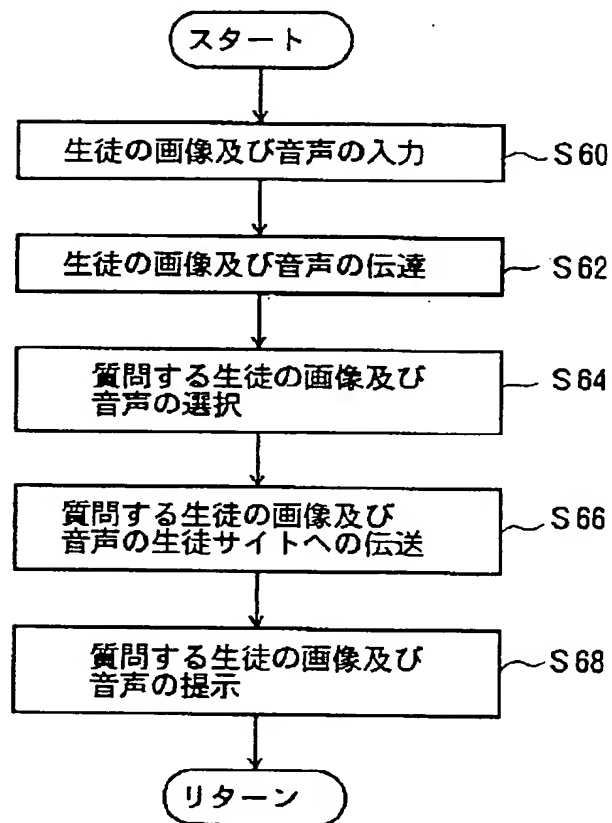 スタート
生徒の画像及び音声の入力 S60
生徒の画像及び音声の伝達 S62
質問する生徒の画像及び S64
音声の選択
質問する生徒の画像及び S66
音声の生徒サイトへの伝送
質問する生徒の画像及び S68
音声の提示
リターン